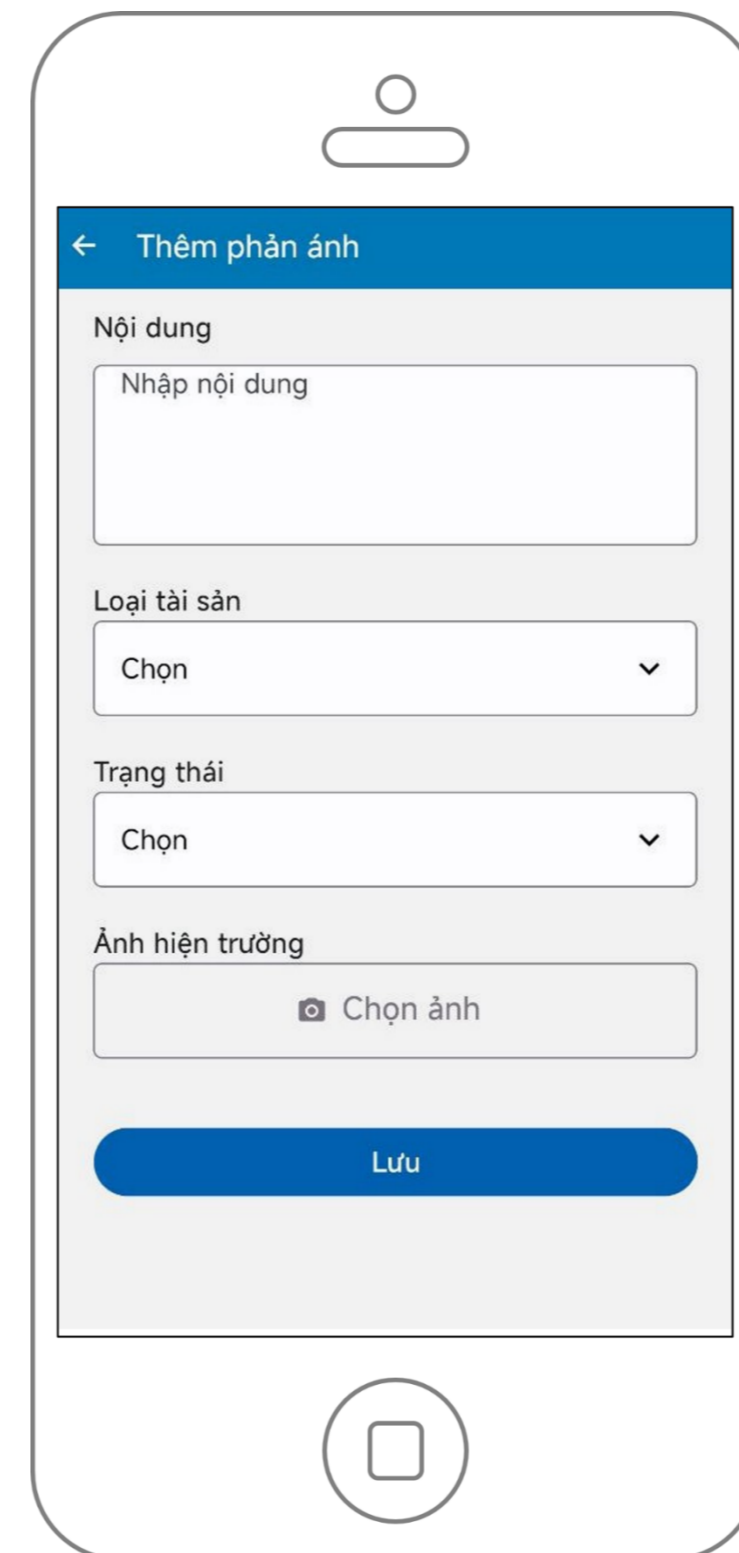 Thêm phản ánh
Nội dung
Nhập nội dung
Loại tài sản
Chọn
Trạng thái
Chọn
Ảnh hiện trường
Chọn ảnh
Lưu